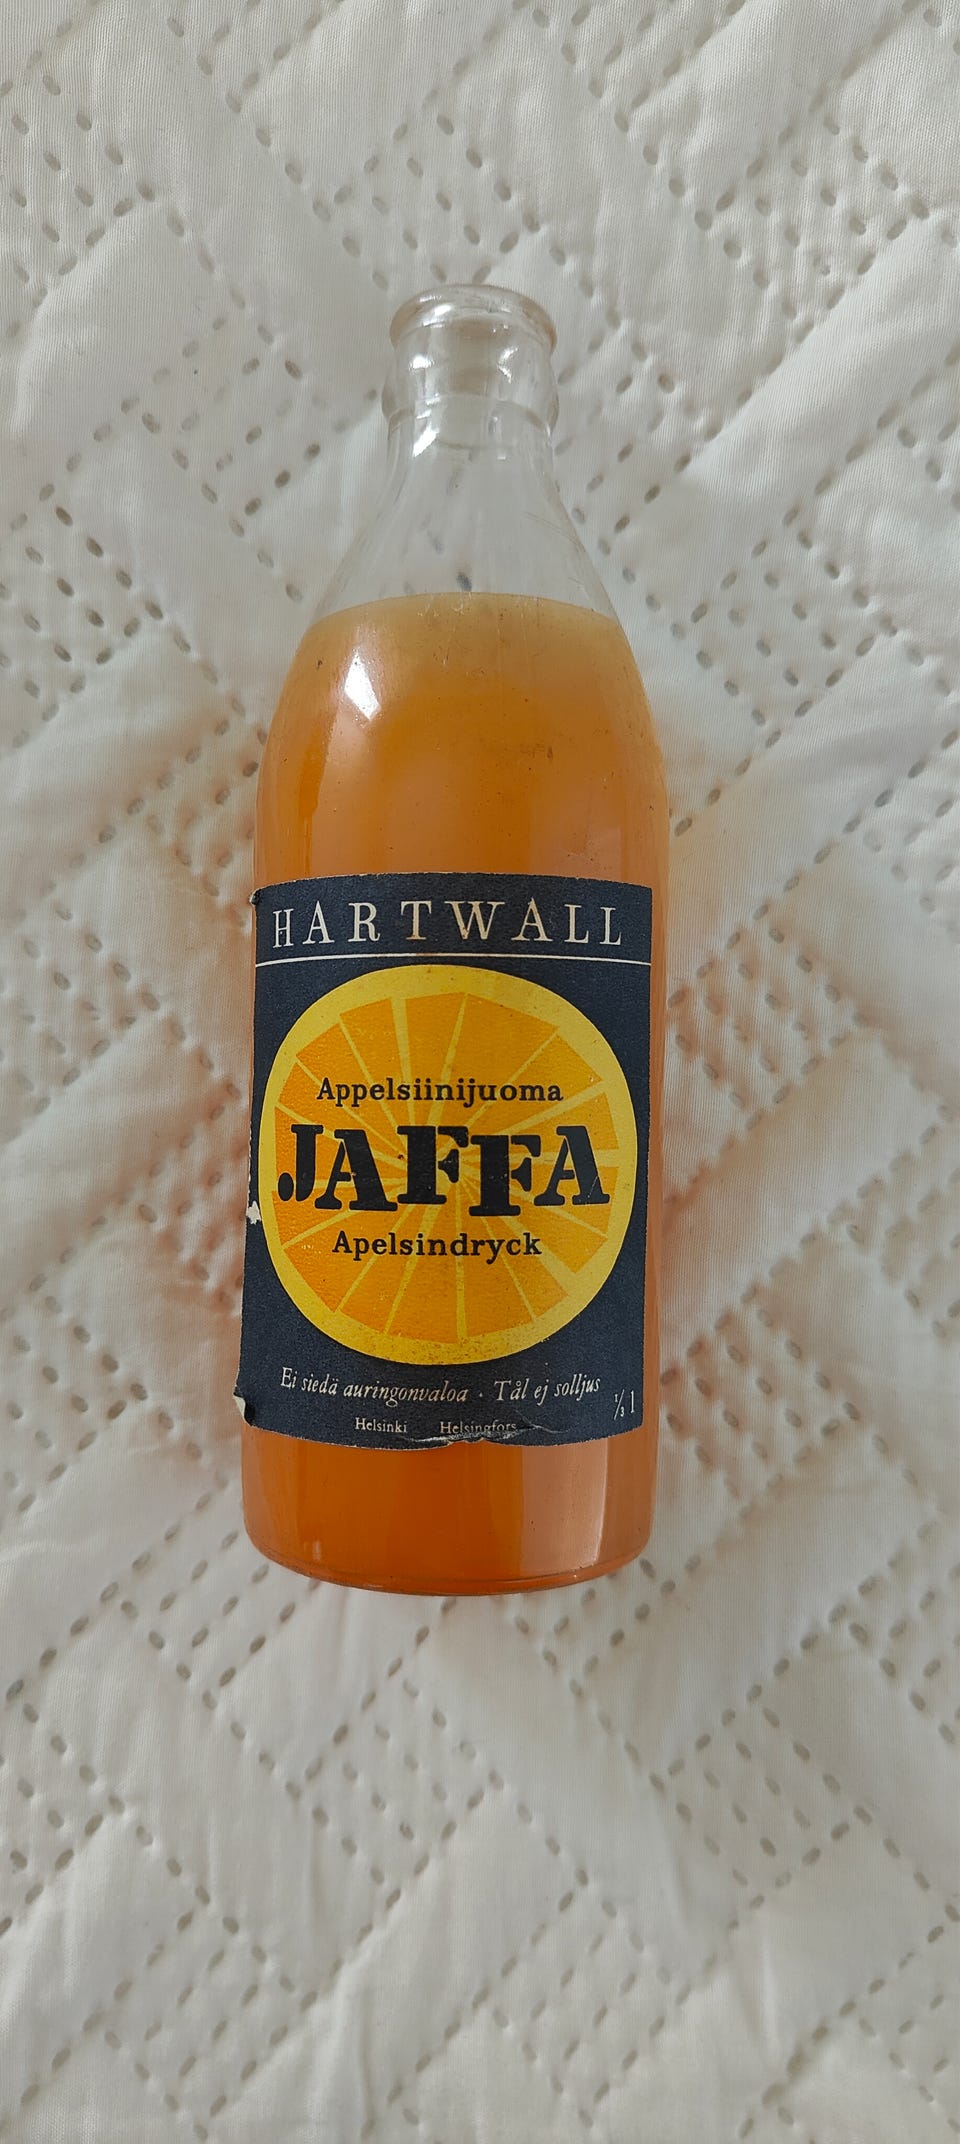 HARTWALL
Appelsiinijuoma
JAFFA
Apelsindryck
Ei siedä auringonvaloa · Tål ej solljus
Helsinki Helsingfors
⅓ l